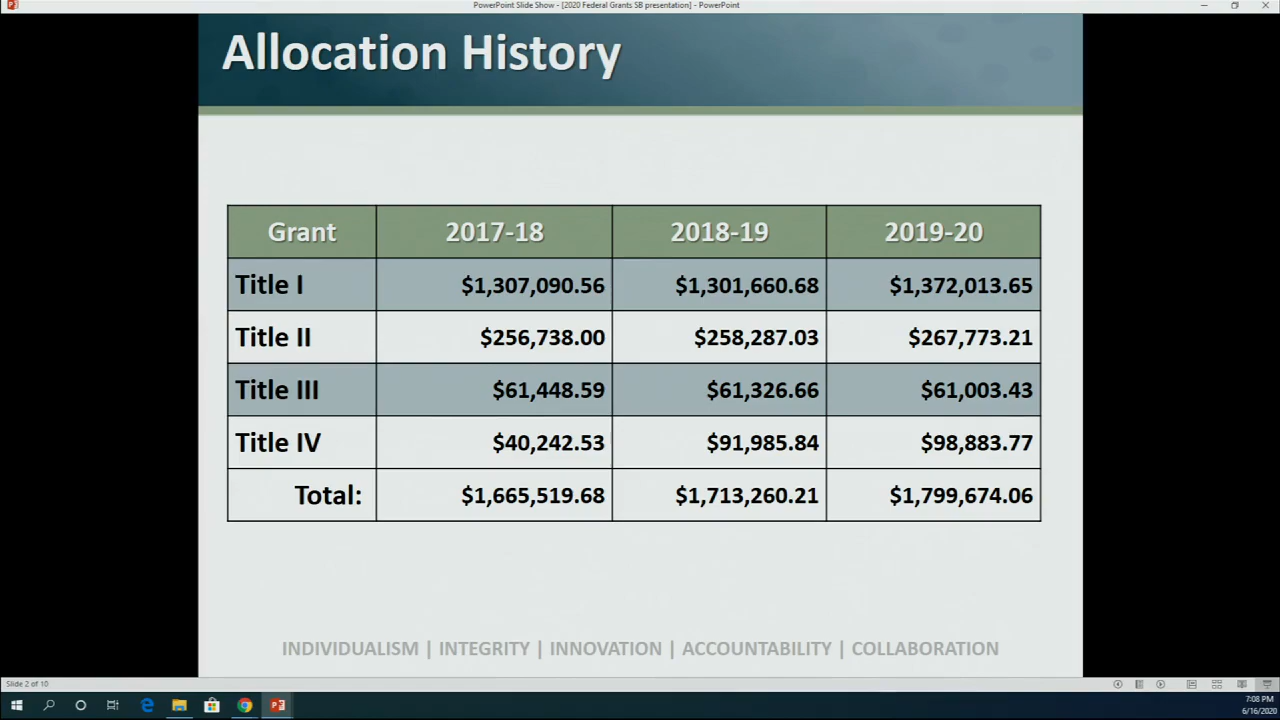 PowerPoint Slide Show - [2020 Federal Grants SB presentation] - PowerPoint
Allocation History
Grant 2017-18 2018-19 2019-20
Title I $1,307,090.56 $1,301,660.68 $1,372,013.65
Title II $256,738.00 $258,287.03 $267,773.21
Title III $61,448.59 $61,326.66 $61,003.43
Title IV $40,242.53 $91,985.84 $98,883.77
Total: $1,665,519.68 $1,713,260.21 $1,799,674.06
INDIVIDUALISM | INTEGRITY | INNOVATION | ACCOUNTABILITY | COLLABORATION
Slide 2 of 10
7:08 PM
6/16/2020